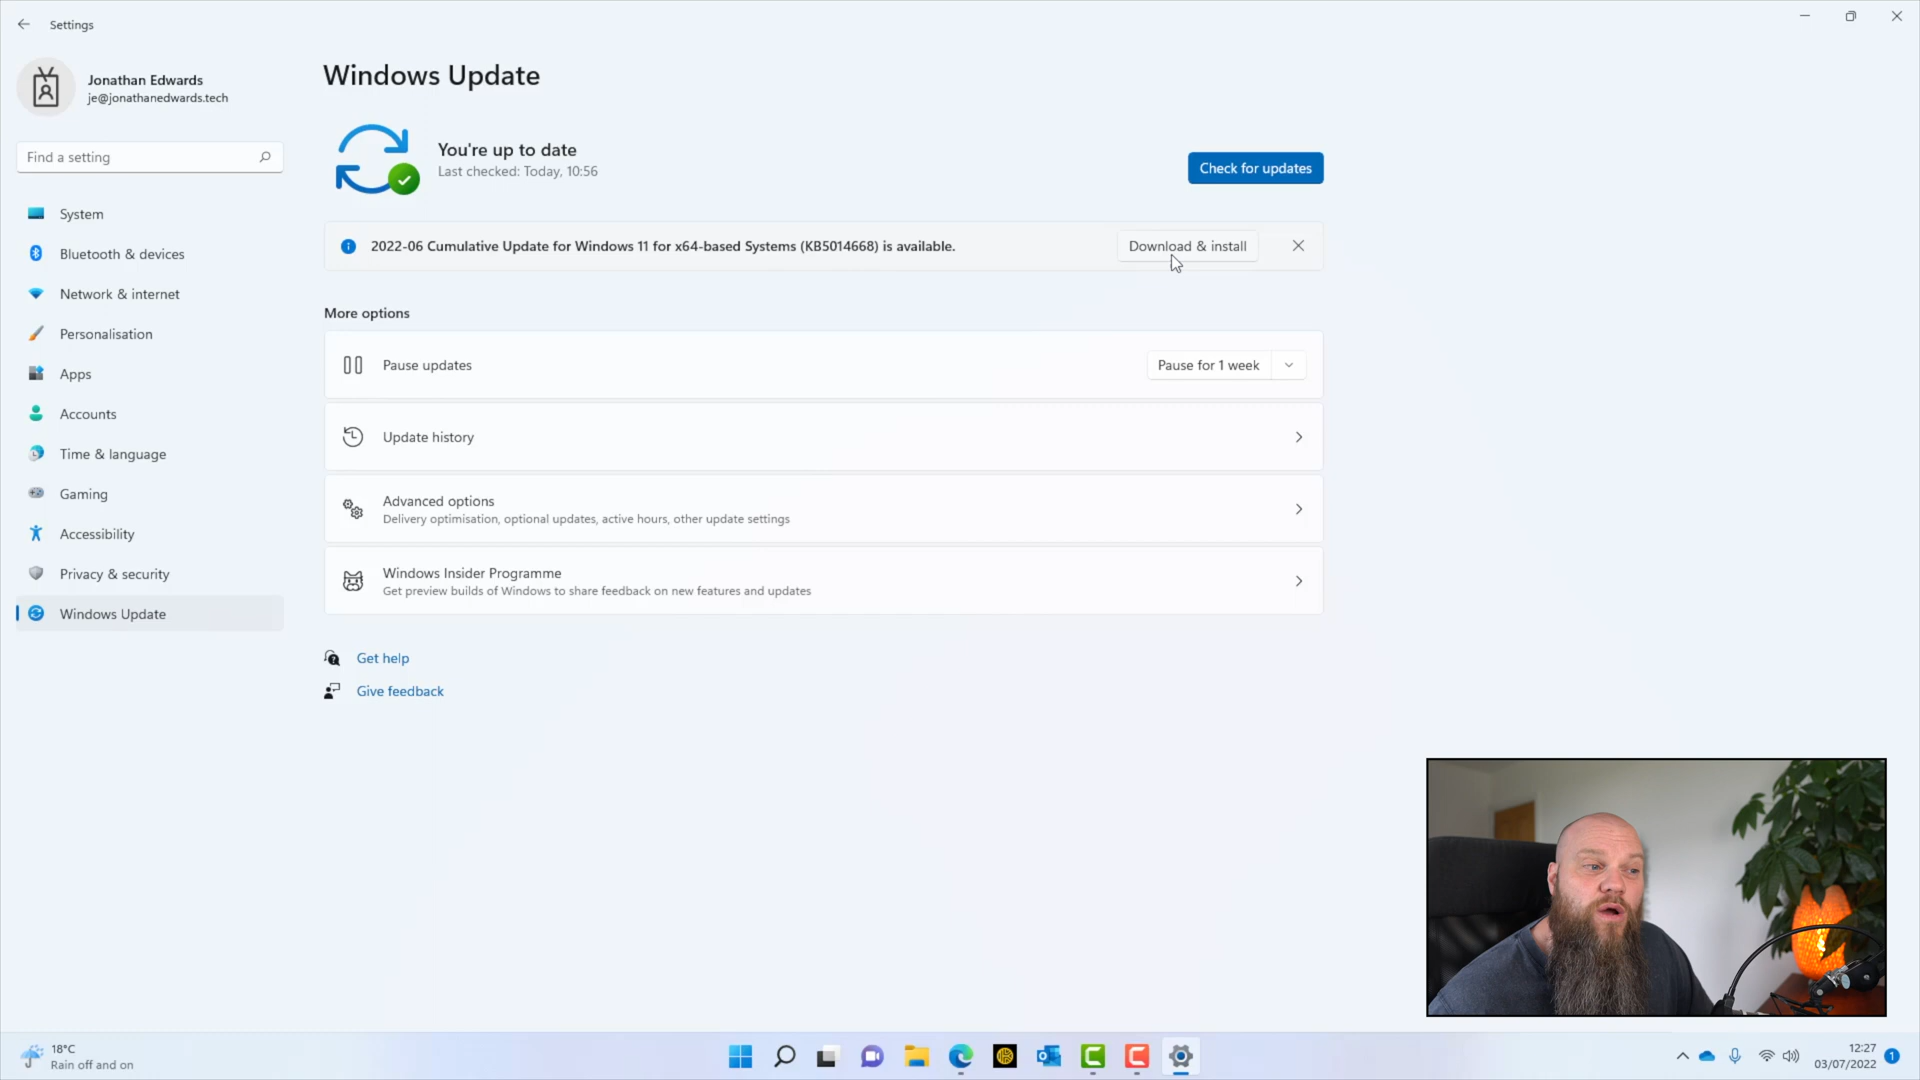 Settings
Jonathan Edwards
je@jonathanedwards.tech
Find a setting
System
Bluetooth & devices
Network & internet
Personalisation
Apps
Accounts
Time & language
Gaming
Accessibility
Privacy & security
Windows Update
Windows Update
You're up to date
Last checked: Today, 10:56
Check for updates
2022-06 Cumulative Update for Windows 11 for x64-based Systems (KB5014668) is available.
Download & install
More options
Pause updates
Pause for 1 week
Update history
Advanced options
Delivery optimisation, optional updates, active hours, other update settings
Windows Insider Programme
Get preview builds of Windows to share feedback on new features and updates
Get help
Give feedback
18°C
Rain off and on
12:27
03/07/2022
1